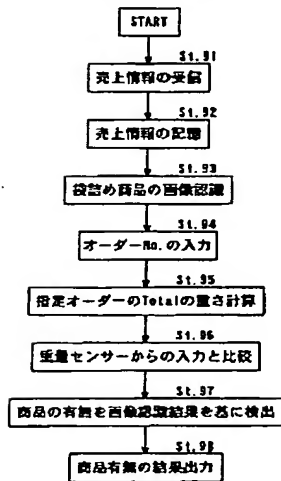 START
St.91
売上情報の受信
St.92
売上情報の記憶
St.93
袋詰め商品の画像認識
St.94
オーダーNo.の入力
St.95
指定オーダーのTotalの重さ計算
St.96
重量センサーからの入力と比較
St.97
商品の有無を画像認識結果を基に検出
St.98
商品有無の結果出力